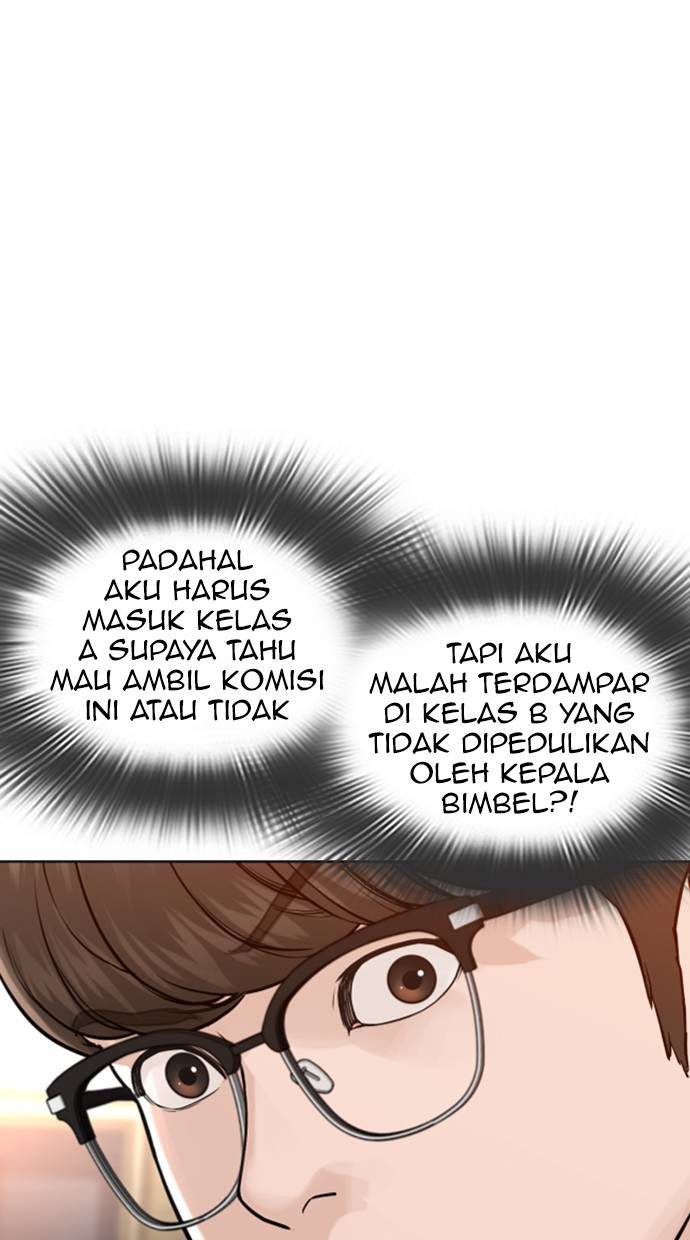 PADAHAL
AKU HARUS
MASUK KELAS
A SUPAYA TAHU
MAU AMBIL KOMISI
INI ATAU TIDAK
TAPI AKU
MALAH TERDAMPAR
DI KELAS B YANG
TIDAK DIPEDULIKAN
OLEH KEPALA
BIMBEL?!